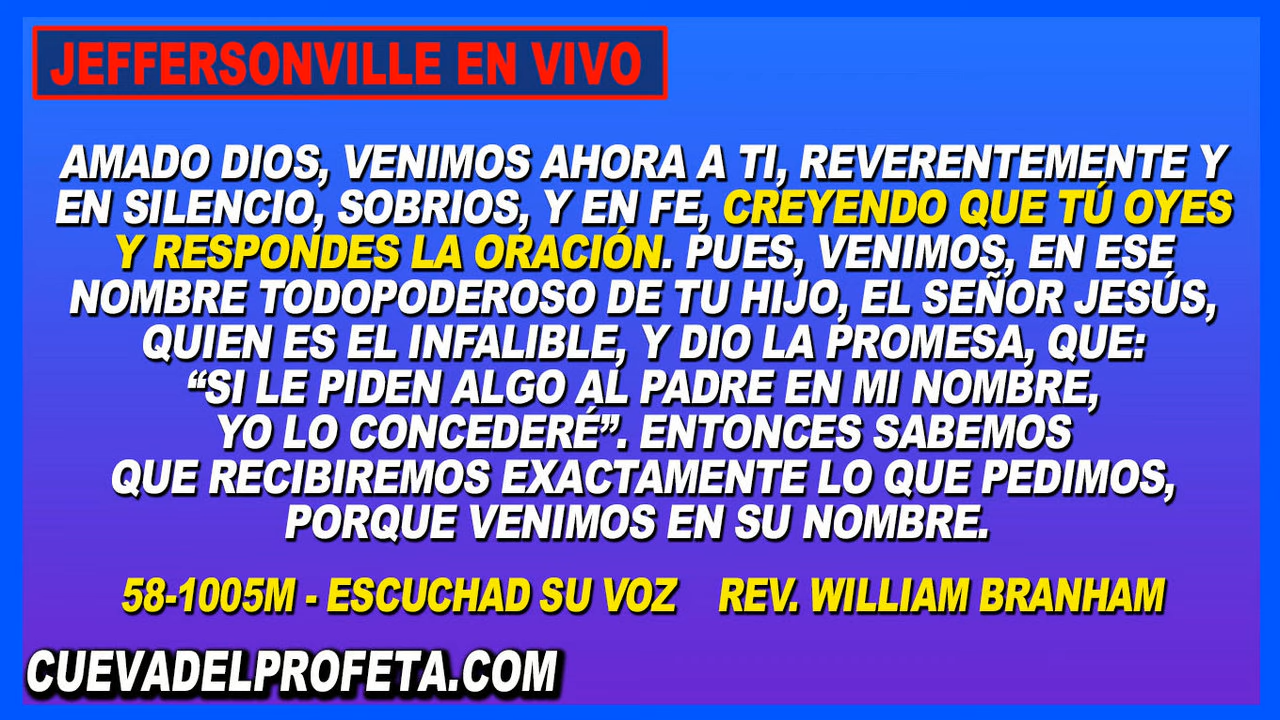 JEFFERSONVILLE EN VIVO
AMADO DIOS, VENIMOS AHORA A TI, REVERENTEMENTE Y
EN SILENCIO, SOBRIOS, Y EN FE, CREYENDO QUE TÚ OYES
Y RESPONDES LA ORACIÓN. PUES, VENIMOS, EN ESE
NOMBRE TODOPODEROSO DE TU HIJO, EL SEÑOR JESÚS,
QUIEN ES EL INFALIBLE, Y DIO LA PROMESA, QUE:
“SI LE PIDEN ALGO AL PADRE EN MI NOMBRE,
YO LO CONCEDERÉ”. ENTONCES SABEMOS
QUE RECIBIREMOS EXACTAMENTE LO QUE PEDIMOS,
PORQUE VENIMOS EN SU NOMBRE.
58-1005M - ESCUCHAD SU VOZ REV. WILLIAM BRANHAM
CUEVADELPROFETA.COM